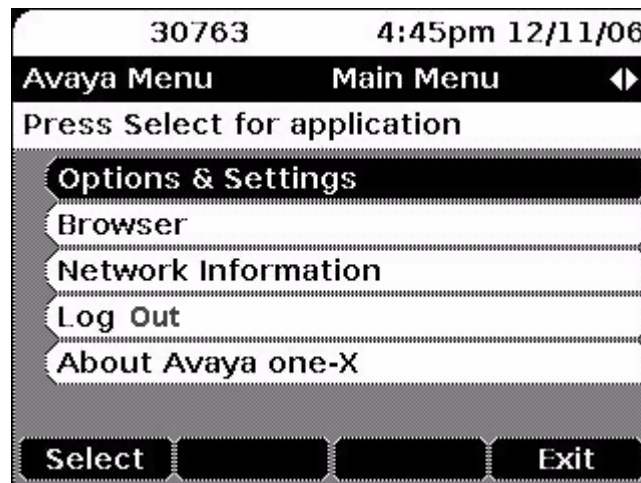 30763 4:45pm 12/11/06
Avaya Menu Main Menu
Press Select for application
Options & Settings
Browser
Network Information
Log Out
About Avaya one-X
Select Exit